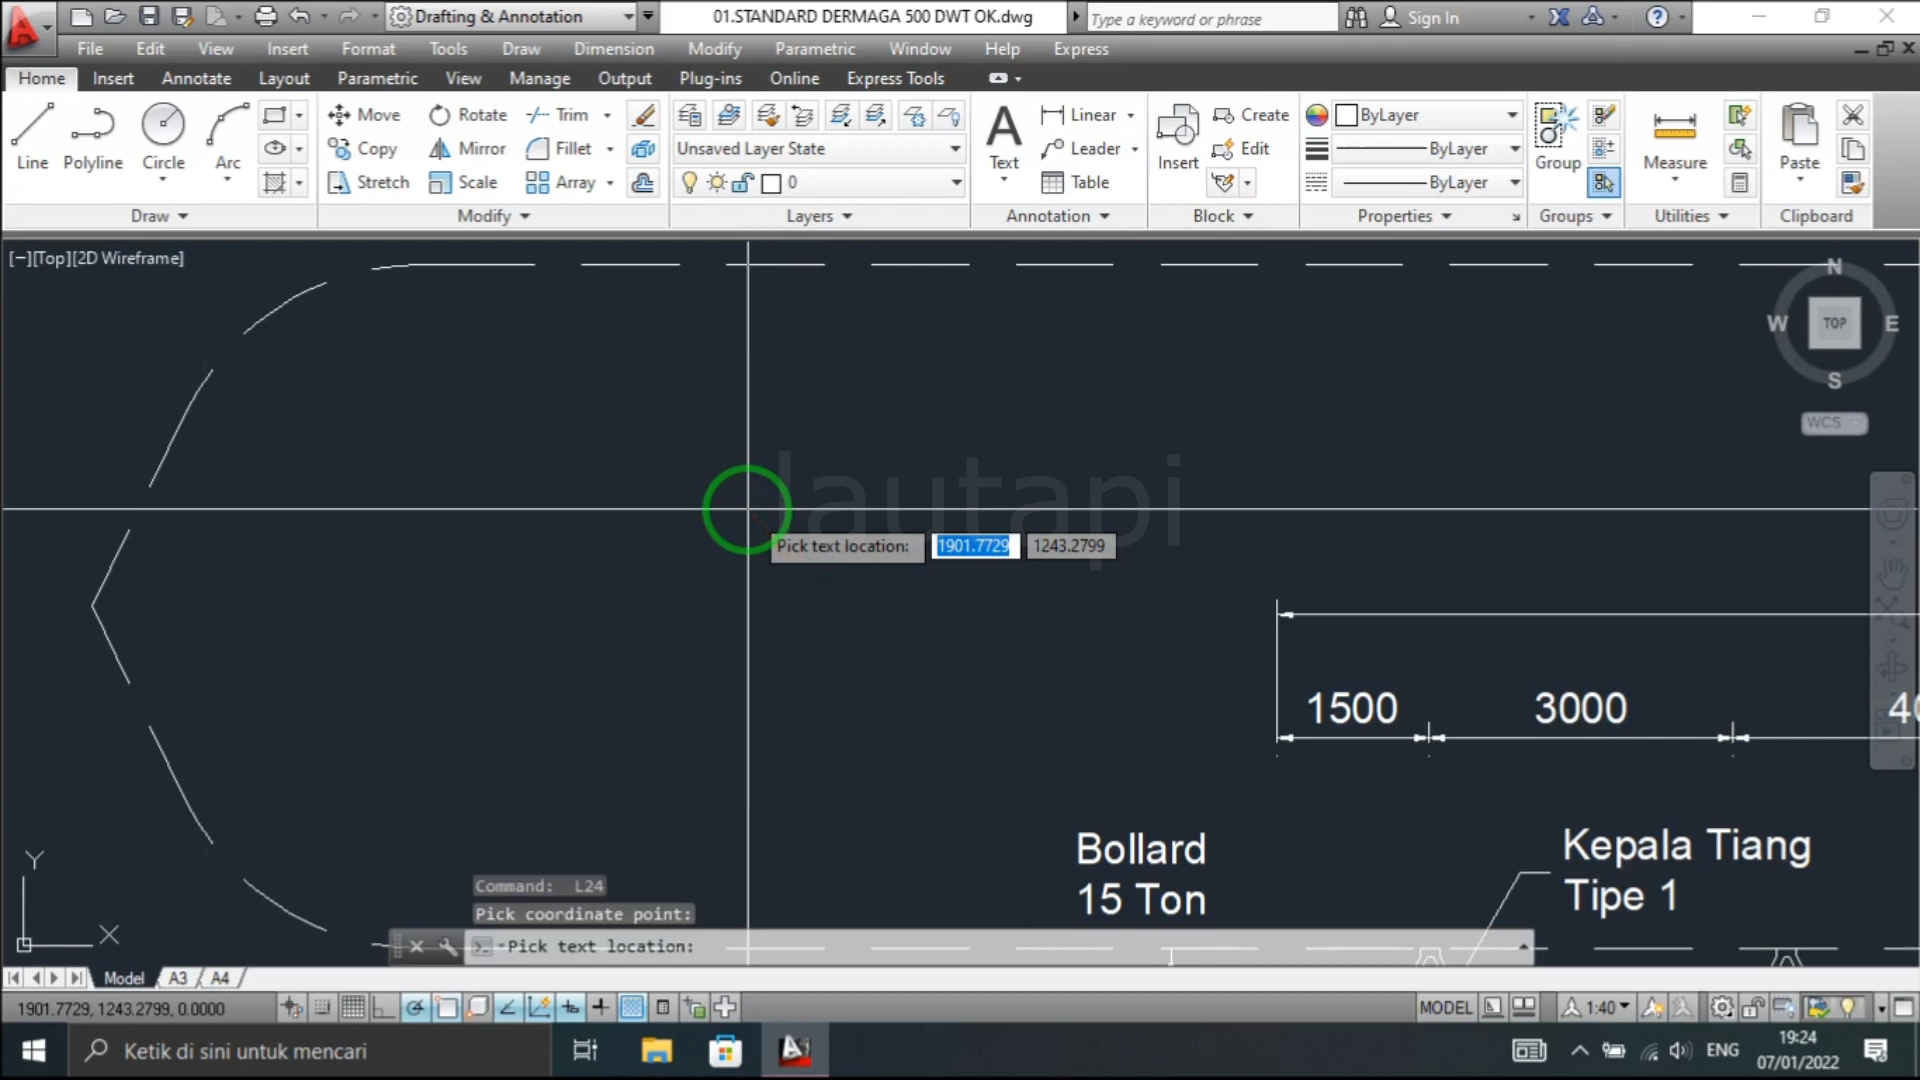 Drafting & Annotation
01.STANDARD DERMAGA 500 DWT OK.dwg
Type a keyword or phrase
Sign In
File Edit View Insert Format Tools Draw Dimension Modify Parametric Window Help Express
Home Insert Annotate Layout Parametric View Manage Output Plug-ins Online Express Tools
Line Polyline Circle Arc
Move Rotate Trim
Copy Mirror Fillet
Stretch Scale Array
Unsaved Layer State
0
Text
Linear
Leader
Table
Insert
Create
Edit
ByLayer
ByLayer
ByLayer
Group
Measure
Paste
Draw Modify Layers Annotation Block Properties Groups Utilities Clipboard
[−][Top][2D Wireframe]
N
W TOP E
S
WCS
lautapi
Pick text location: 1901.7729 1243.2799
1500 3000
Bollard
15 Ton
Kepala Tiang
Tipe 1
Y
X
Command: L24
Pick coordinate point:
Pick text location:
Model A3 A4
1901.7729, 1243.2799, 0.0000
MODEL
1:40
Ketik di sini untuk mencari
ENG
19:24
07/01/2022